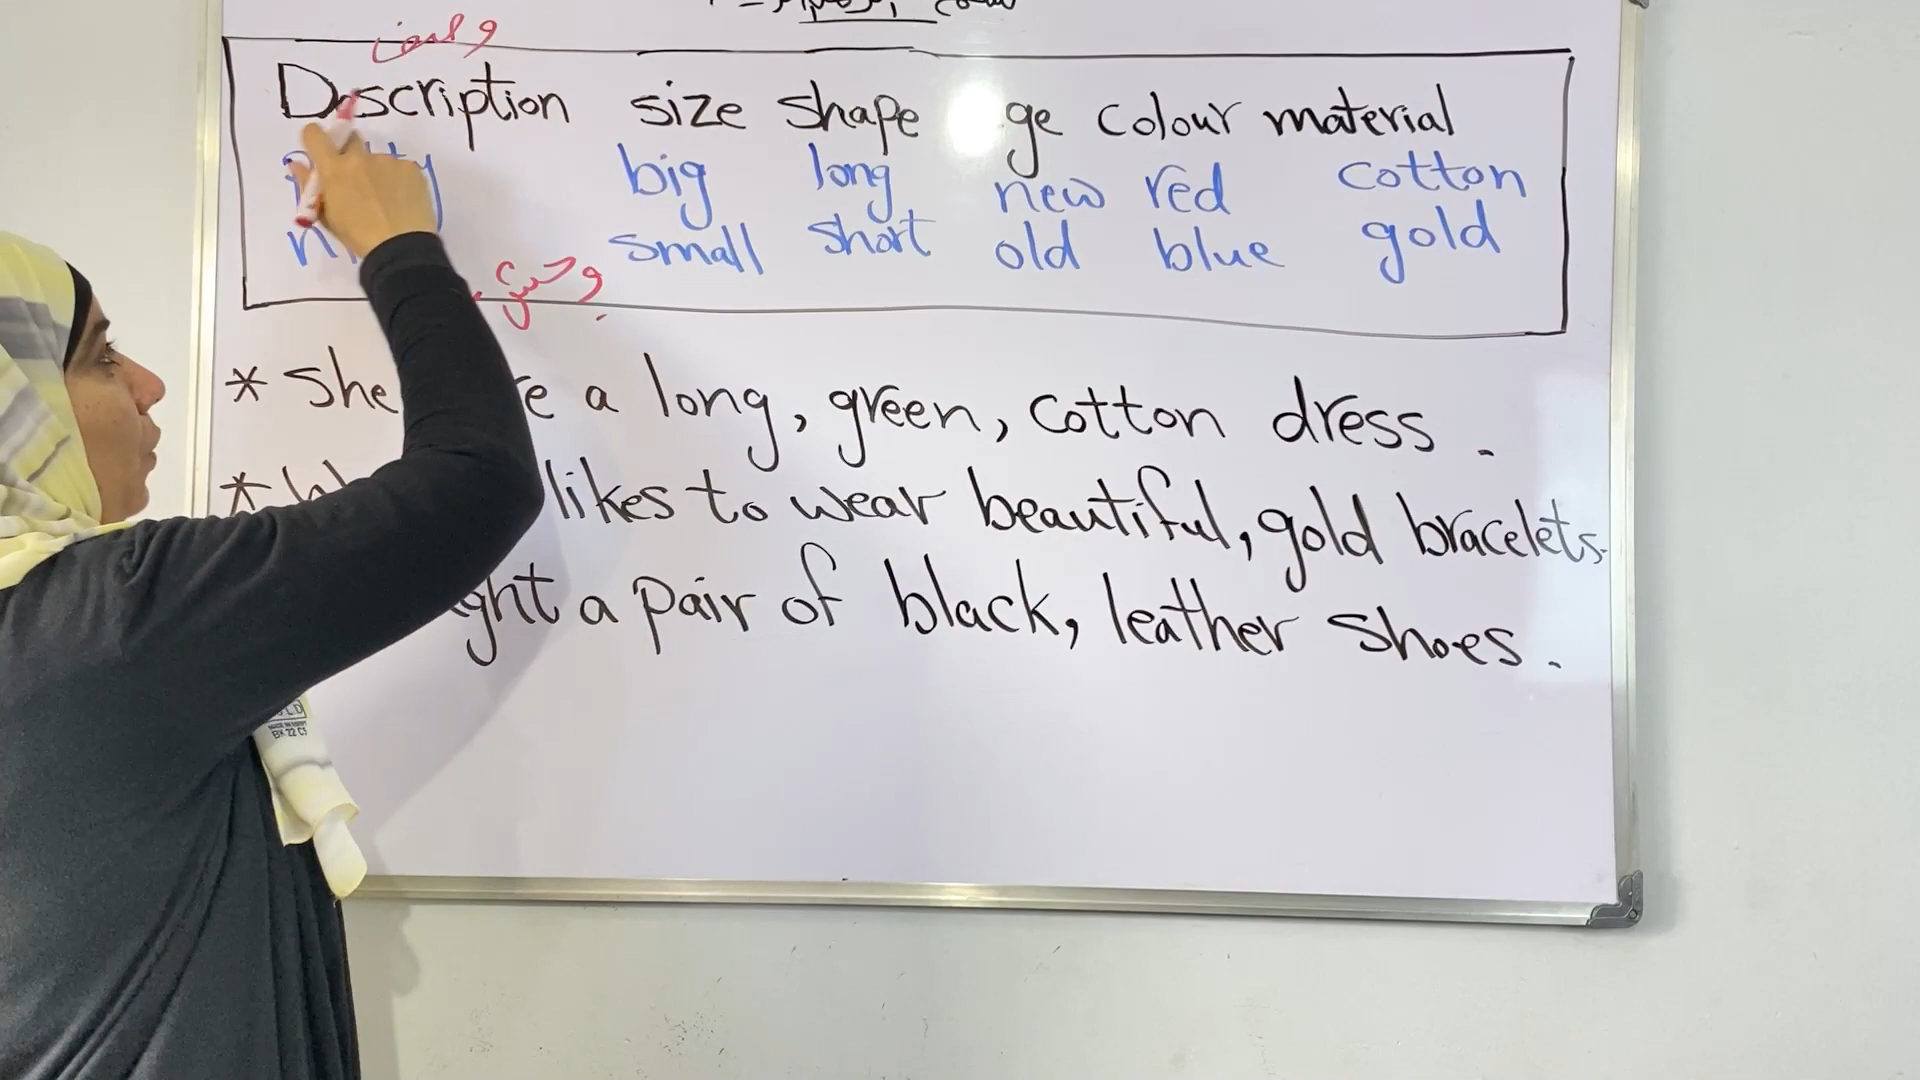 وصف
Description size shape ge colour material
big long new red cotton
small short old blue gold
* She a long, green, cotton dress.
* likes to wear beautiful, gold bracelets.
ght a pair of black, leather shoes.